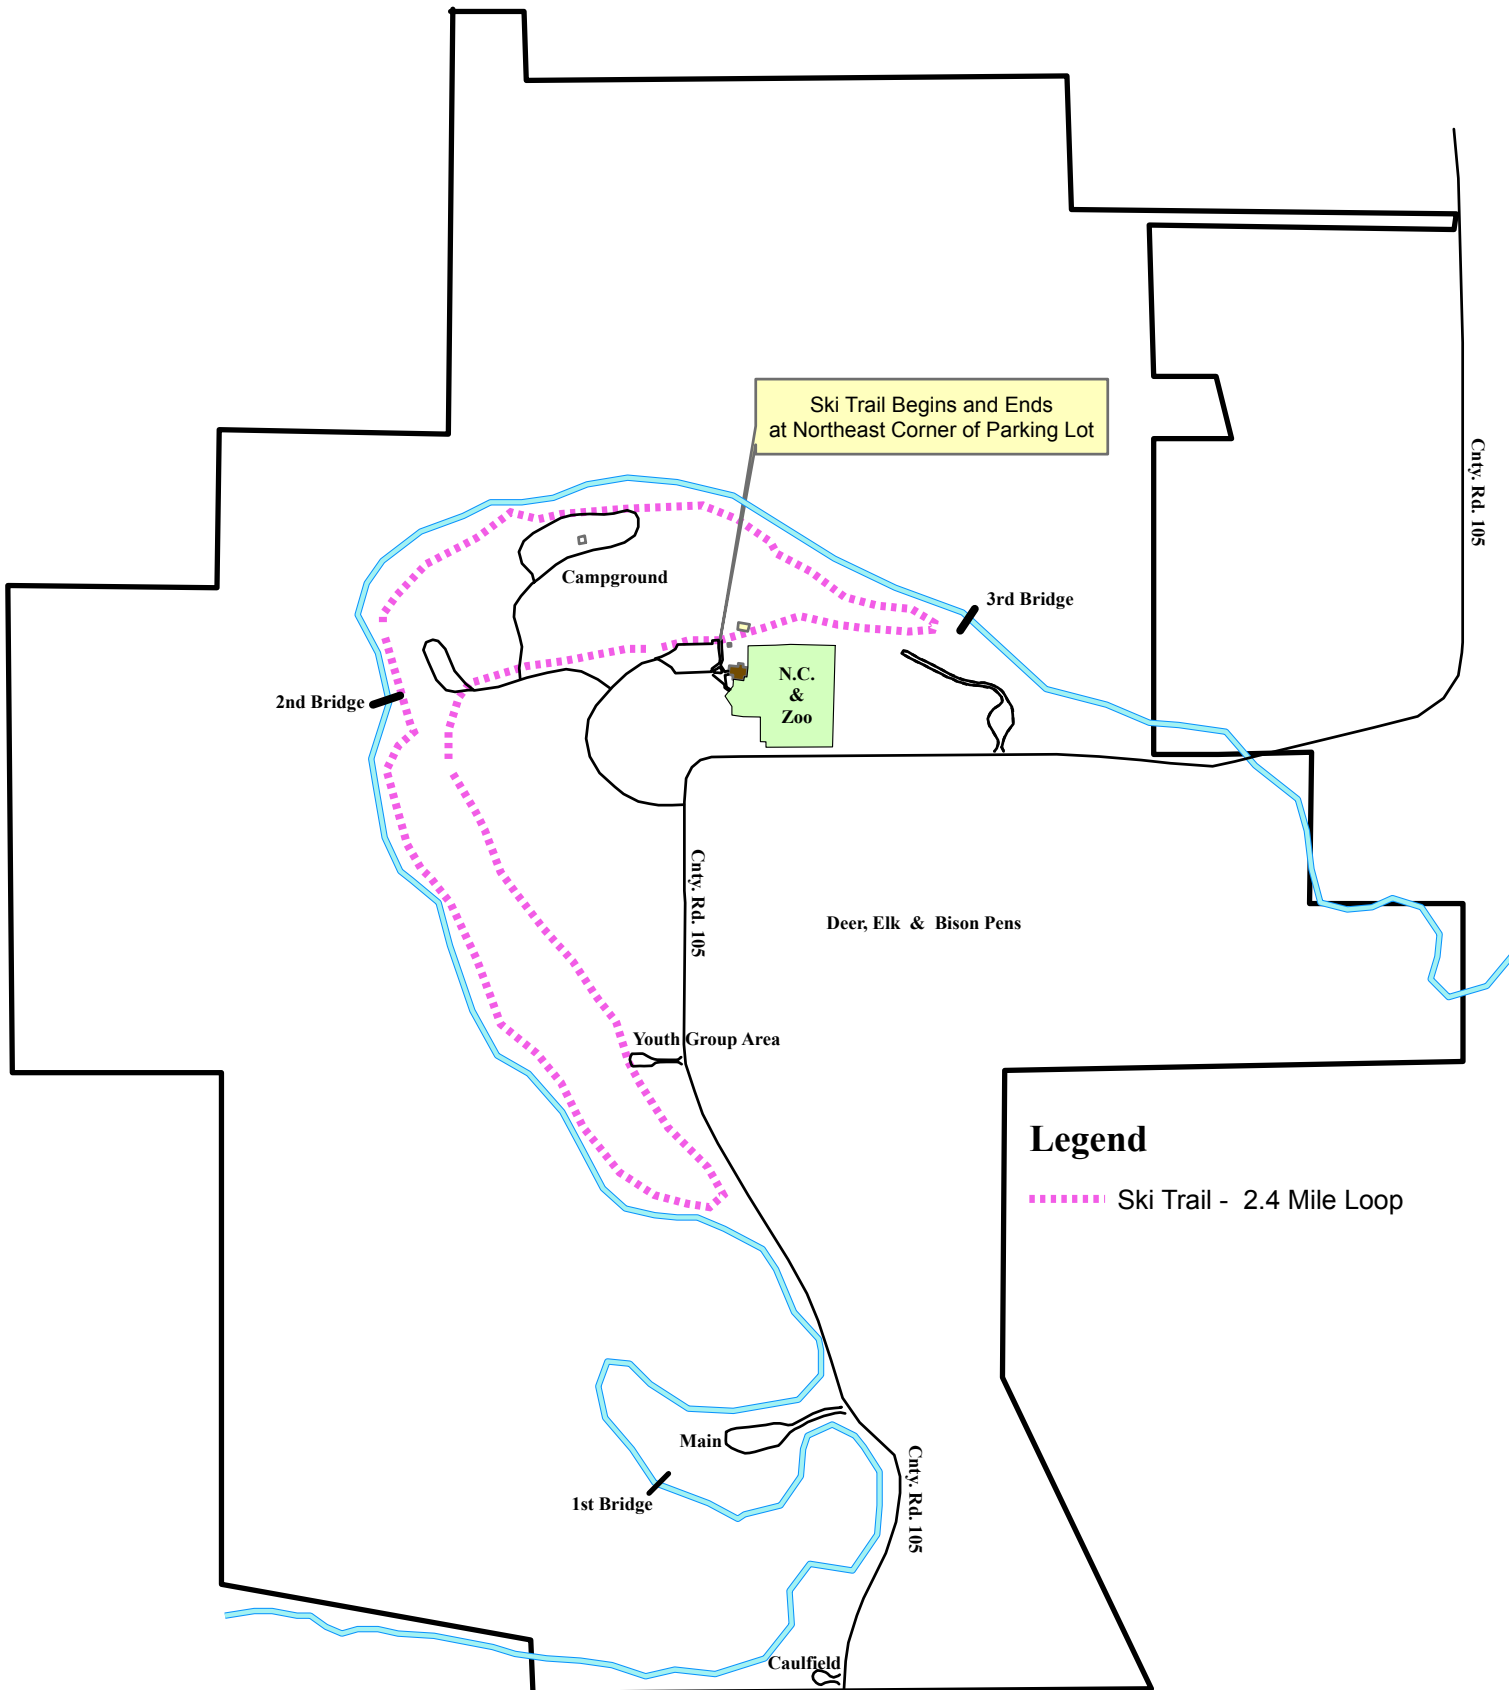 Ski Trail Begins and Ends
at Northeast Corner of Parking Lot
Cnty. Rd. 105
Campground
3rd Bridge
N.C.
&
Zoo
2nd Bridge
Cnty. Rd. 105
Deer, Elk & Bison Pens
Youth Group Area
Legend
Ski Trail - 2.4 Mile Loop
Main
Cnty. Rd. 105
1st Bridge
Caulfield